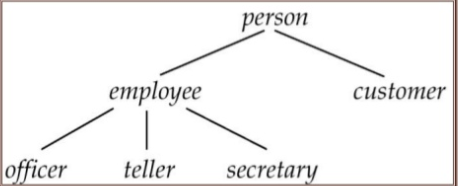 person
employee customer
officer teller secretary